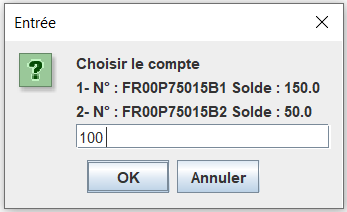 Entrée
Choisir le compte
1- N° : FR00P75015B1 Solde : 150.0
2- N° : FR00P75015B2 Solde : 50.0
100
OK Annuler